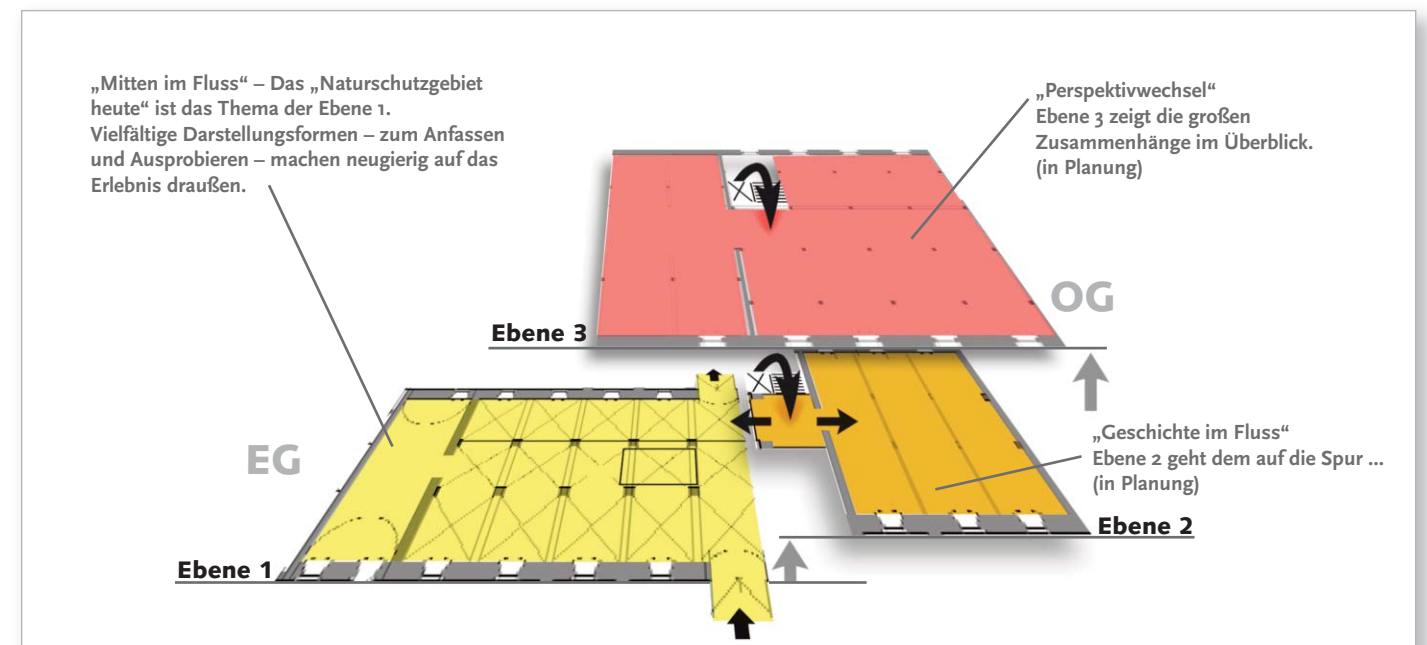 „Mitten im Fluss“ – Das „Naturschutzgebiet
heute“ ist das Thema der Ebene 1.
Vielfältige Darstellungsformen – zum Anfassen
und Ausprobieren – machen neugierig auf das
Erlebnis draußen.
„Perspektivwechsel“
Ebene 3 zeigt die großen
Zusammenhänge im Überblick.
(in Planung)
OG
Ebene 3
EG
„Geschichte im Fluss“
Ebene 2 geht dem auf die Spur ...
(in Planung)
Ebene 2
Ebene 1